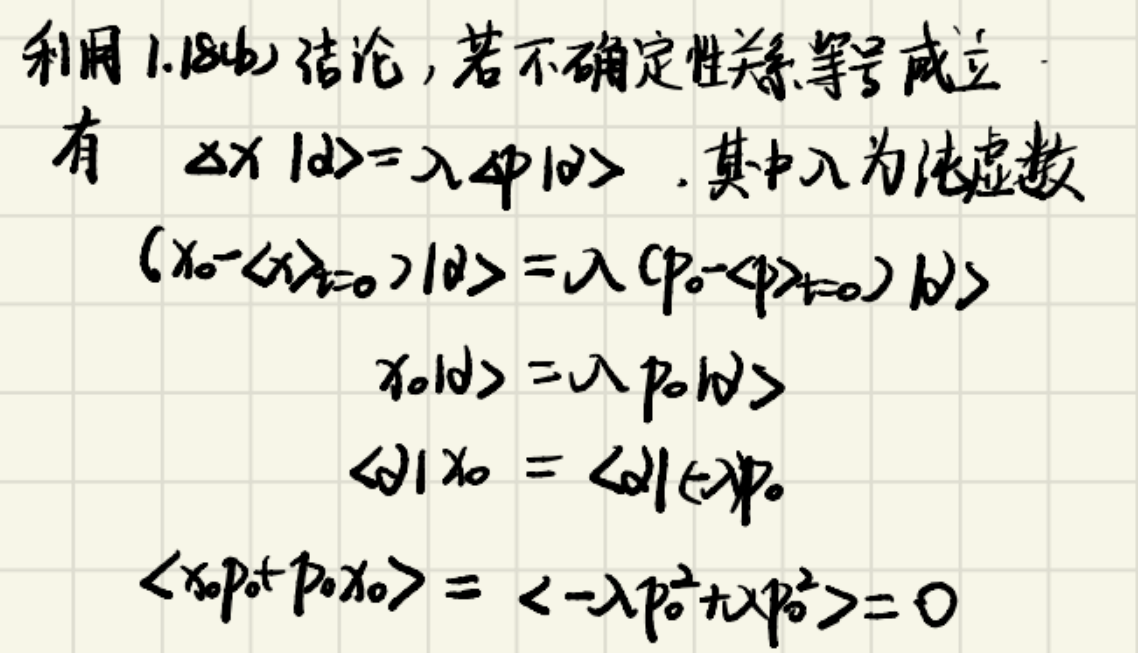 利用 1.18(b) 结论，若不确定性关系等号成立
有 Δx |α> = λ Δp |α> . 其中 λ 为纯虚数
(x₀-<x>ₜ₌₀) |α> = λ (p₀-<p>ₜ₌₀) |α>
x₀|α> = λ p₀|α>
<α| x₀ = <α| (-λ)p₀
<x₀p₀+p₀x₀> = <-λp₀²+λp₀²> = 0